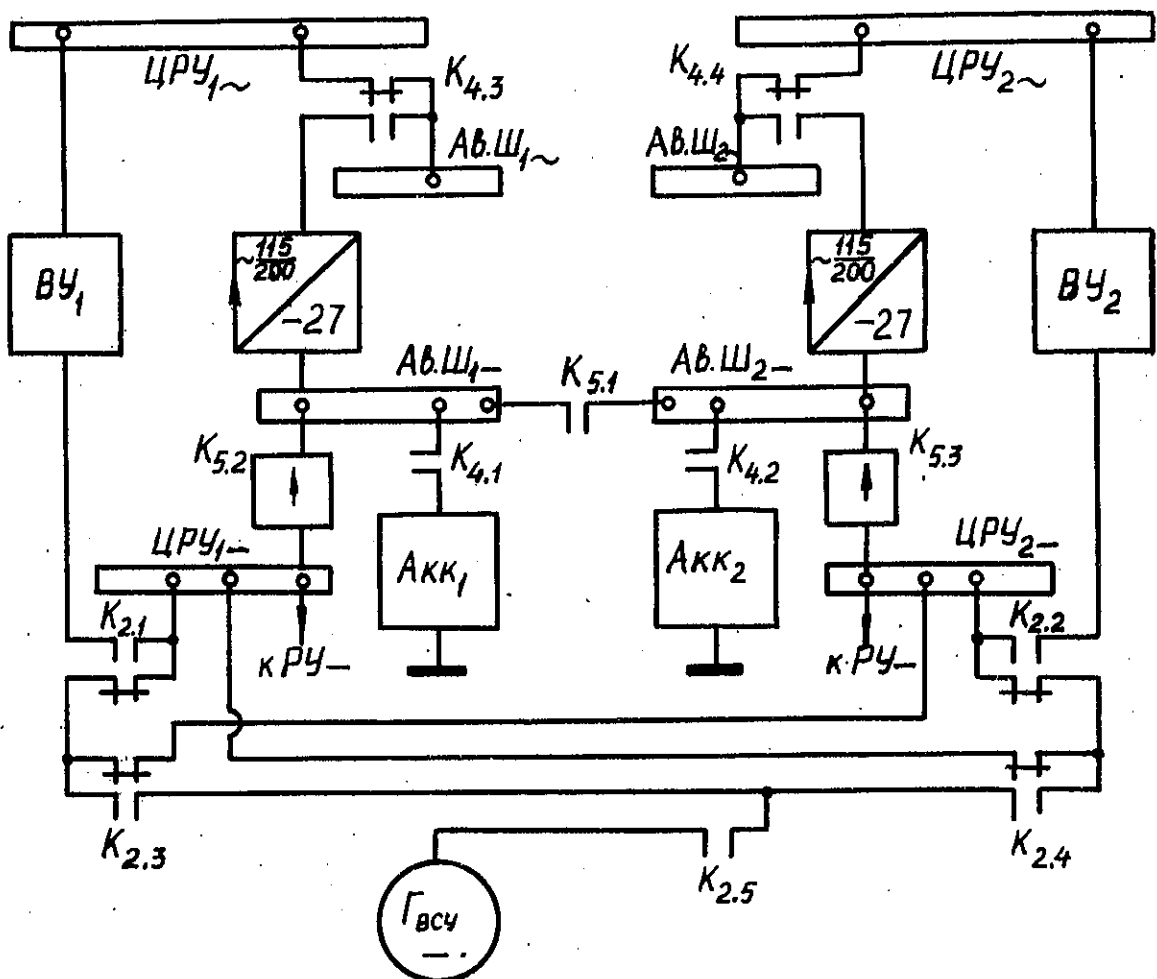 ЦРУ1~
К4.3
К4.4
ЦРУ2~
Ав.Ш1~
Ав.Ш2~
ВУ1
~115/200
-27
~115/200
-27
ВУ2
Ав.Ш1-
К5.1
Ав.Ш2-
К5.2
К4.1
К4.2
К5.3
ЦРУ1-
Акк1
Акк2
ЦРУ2-
К2.1
к РУ-
к РУ-
К2.2
К2.3
К2.5
К2.4
ГВСУ